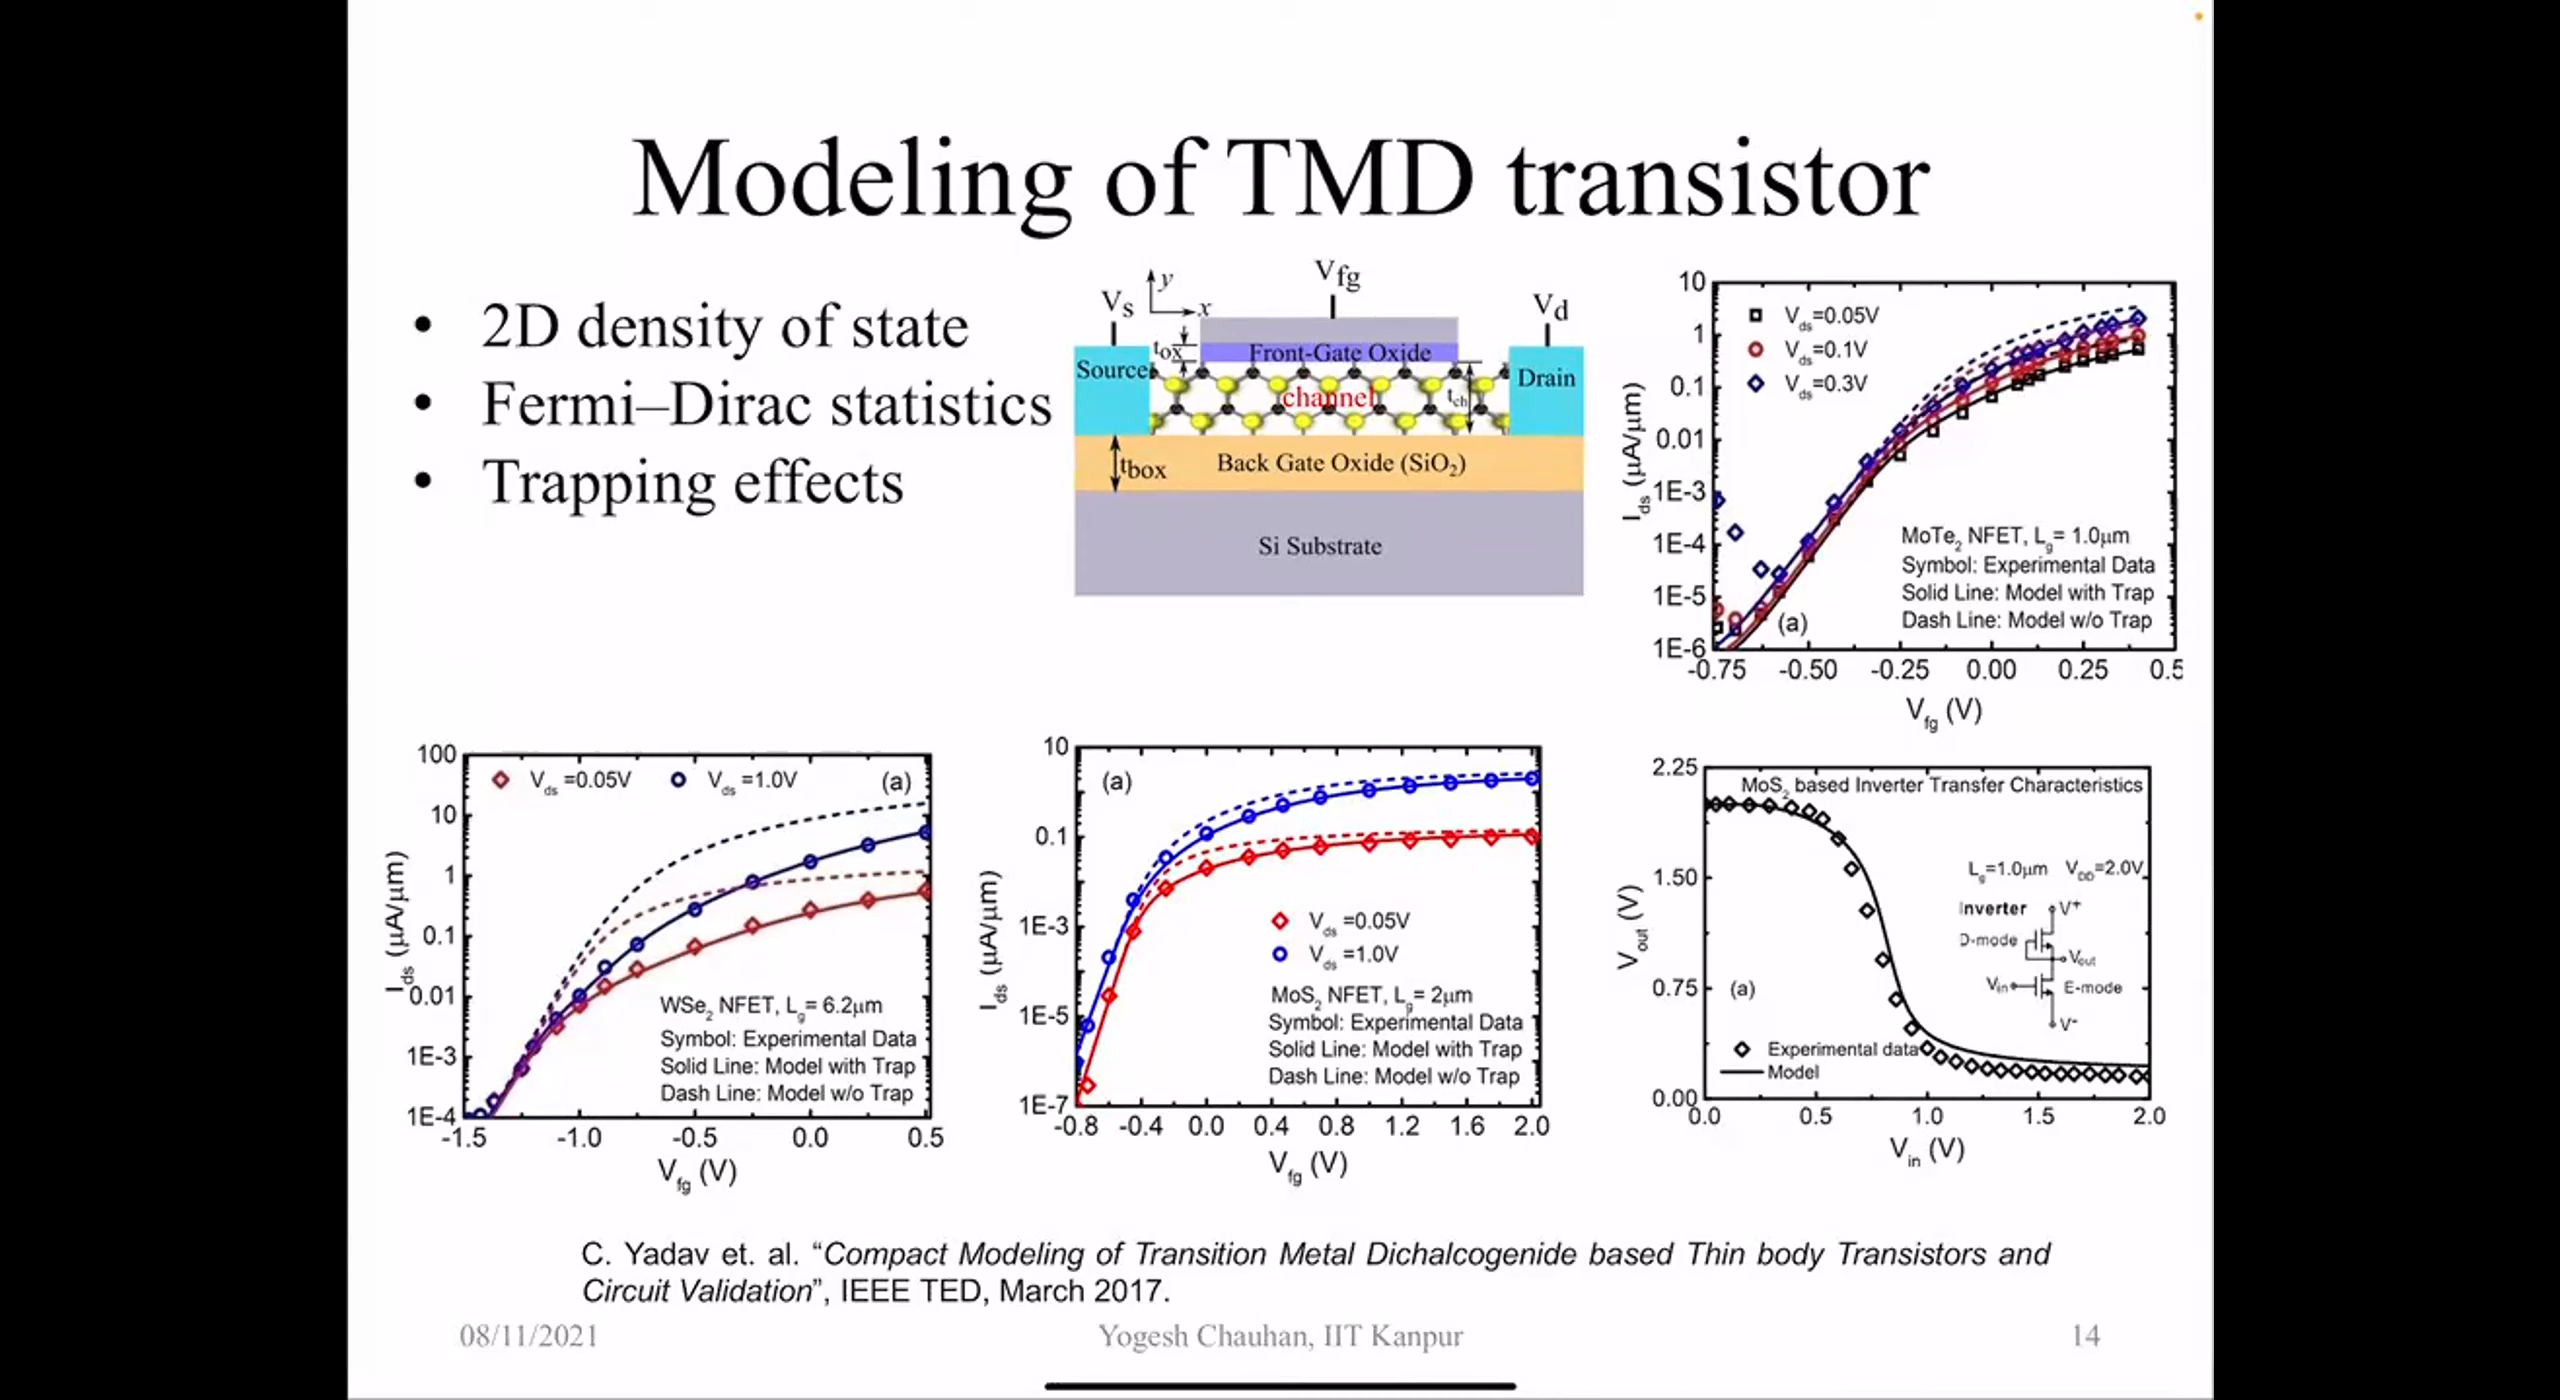 Modeling of TMD transistor
• 2D density of state
• Fermi–Dirac statistics
• Trapping effects
Vfg
y
x
Vs
Vd
tox
Front-Gate Oxide
Source
channel
tch
Drain
tbox
Back Gate Oxide (SiO2)
Si Substrate
10
1
0.1
0.01
1E-3
1E-4
1E-5
1E-6
Ids (μA/μm)
Vds=0.05V
Vds=0.1V
Vds=0.3V
MoTe2 NFET, Lg= 1.0μm
Symbol: Experimental Data
Solid Line: Model with Trap
Dash Line: Model w/o Trap
(a)
-0.75 -0.50 -0.25 0.00 0.25 0.5
Vfg (V)
100
10
1
0.1
0.01
1E-3
1E-4
Ids (μA/μm)
Vds =0.05V Vds =1.0V (a)
WSe2 NFET, Lg= 6.2μm
Symbol: Experimental Data
Solid Line: Model with Trap
Dash Line: Model w/o Trap
-1.5 -1.0 -0.5 0.0 0.5
Vfg (V)
10
0.1
1E-3
1E-5
1E-7
Ids (μA/μm)
(a)
Vds =0.05V
Vds =1.0V
MoS2 NFET, Lg= 2μm
Symbol: Experimental Data
Solid Line: Model with Trap
Dash Line: Model w/o Trap
-0.8 -0.4 0.0 0.4 0.8 1.2 1.6 2.0
Vfg (V)
2.25
1.50
0.75
0.00
Vout (V)
MoS2 based Inverter Transfer Characteristics
Lg=1.0μm VDD=2.0V
Inverter
V+
D-mode
Vout
Vin
E-mode
V-
(a)
Experimental data
Model
0.0 0.5 1.0 1.5 2.0
Vin (V)
C. Yadav et. al. “Compact Modeling of Transition Metal Dichalcogenide based Thin body Transistors and
Circuit Validation”, IEEE TED, March 2017.
08/11/2021
Yogesh Chauhan, IIT Kanpur
14